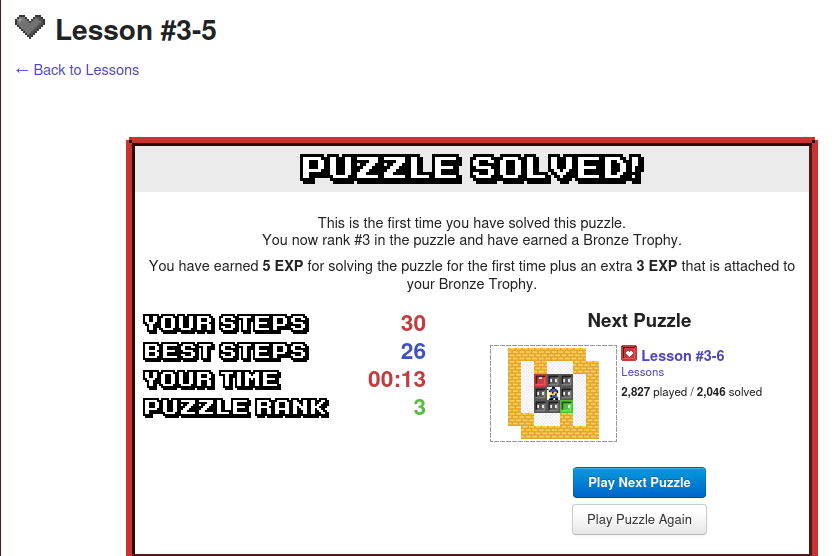 Lesson #3-5
← Back to Lessons
PUZZLE SOLVED!
This is the first time you have solved this puzzle.
You now rank #3 in the puzzle and have earned a Bronze Trophy.
You have earned 5 EXP for solving the puzzle for the first time plus an extra 3 EXP that is attached to
your Bronze Trophy.
YOUR STEPS 30
BEST STEPS 26
YOUR TIME 00:13
PUZZLE RANK 3
Next Puzzle
Lesson #3-6
Lessons
2,827 played / 2,046 solved
Play Next Puzzle
Play Puzzle Again